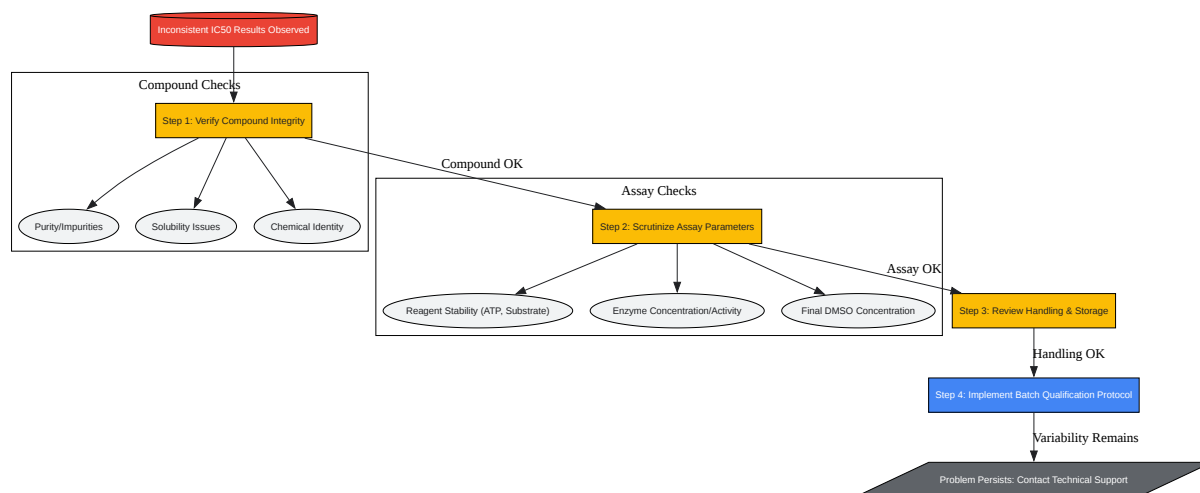 Inconsistent IC50 Results Observed
Compound Checks
Step 1: Verify Compound Integrity
Compound OK
Purity/Impurities
Solubility Issues
Chemical Identity
Assay Checks
Step 2: Scrutinize Assay Parameters
Assay OK
Reagent Stability (ATP, Substrate)
Enzyme Concentration/Activity
Final DMSO Concentration
Step 3: Review Handling & Storage
Handling OK
Step 4: Implement Batch Qualification Protocol
Variability Remains
Problem Persists: Contact Technical Support